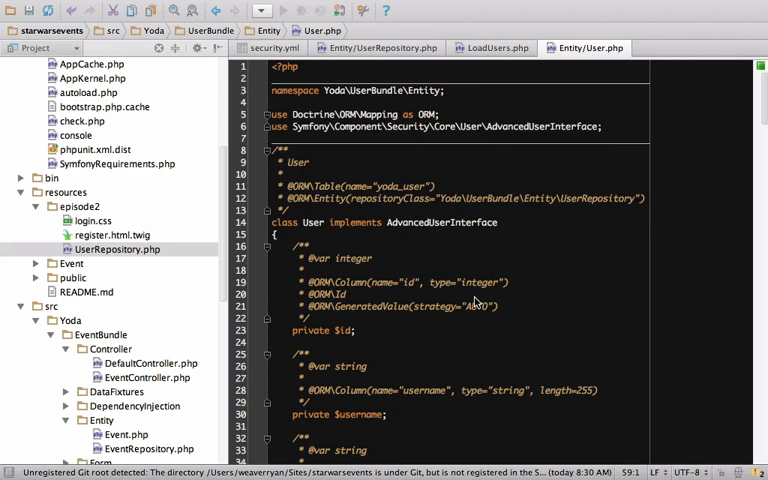 starwarsevents src Yoda UserBundle Entity User.php
Project
security.yml Entity/UserRepository.php LoadUsers.php Entity/User.php
AppCache.php
AppKernel.php
autoload.php
bootstrap.php.cache
check.php
console
phpunit.xml.dist
SymfonyRequirements.php
bin
resources
episode2
login.css
register.html.twig
UserRepository.php
Event
public
README.md
src
Yoda
EventBundle
Controller
DefaultController.php
EventController.php
DataFixtures
DependencyInjection
Entity
Event.php
EventRepository.php
Form
1 <?php
2
3 namespace Yoda\UserBundle\Entity;
4
5 use Doctrine\ORM\Mapping as ORM;
6 use Symfony\Component\Security\Core\User\AdvancedUserInterface;
7
8 /**
9 * User
10 *
11 * @ORM\Table(name="yoda_user")
12 * @ORM\Entity(repositoryClass="Yoda\UserBundle\Entity\UserRepository")
13 */
14 class User implements AdvancedUserInterface
15 {
16 /**
17 * @var integer
18 *
19 * @ORM\Column(name="id", type="integer")
20 * @ORM\Id
21 * @ORM\GeneratedValue(strategy="AUTO")
22 */
23 private $id;
24
25 /**
26 * @var string
27 *
28 * @ORM\Column(name="username", type="string", length=255)
29 */
30 private $username;
31
32 /**
33 * @var string
34 *
Unregistered Git root detected: The directory /Users/weaverryan/Sites/starwarsevents is under Git, but is not registered in the S... (today 8:30 AM) 59:1 LF UTF-8 2